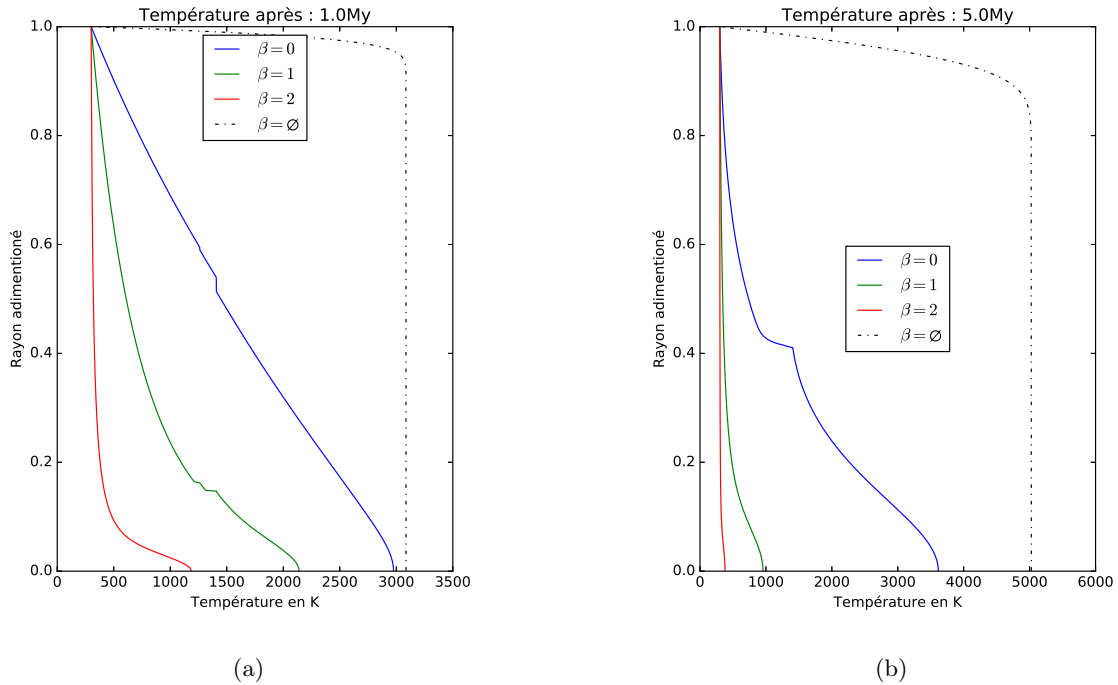 Température après : 1.0My
1.0
0.8
0.6
0.4
0.2
0.0
Rayon adimentioné
β = 0
β = 1
β = 2
β = ∅
0 500 1000 1500 2000 2500 3000 3500
Température en K
(a)
Température après : 5.0My
1.0
0.8
0.6
0.4
0.2
0.0
Rayon adimentioné
β = 0
β = 1
β = 2
β = ∅
0 1000 2000 3000 4000 5000 6000
Température en K
(b)